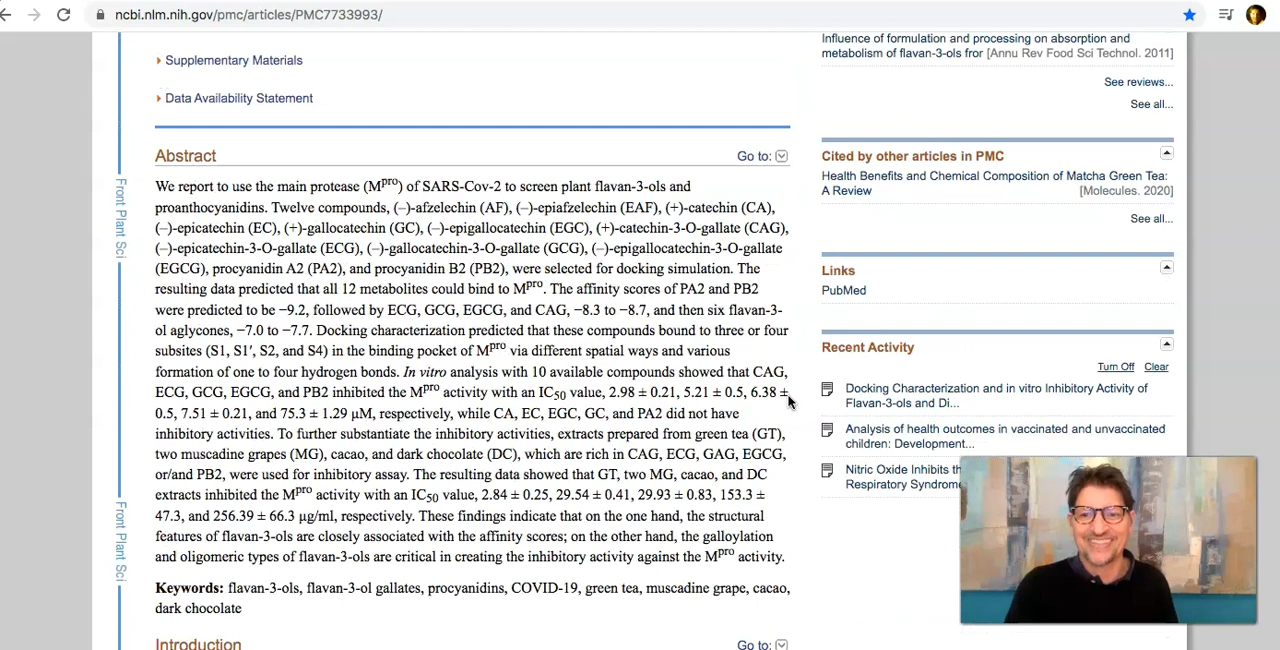 ncbi.nlm.nih.gov/pmc/articles/PMC7733993/
Supplementary Materials
Data Availability Statement
Abstract
Go to:
We report to use the main protease (Mpro) of SARS-Cov-2 to screen plant flavan-3-ols and
proanthocyanidins. Twelve compounds, (–)-afzelechin (AF), (–)-epiafzelechin (EAF), (+)-catechin (CA),
(–)-epicatechin (EC), (+)-gallocatechin (GC), (–)-epigallocatechin (EGC), (+)-catechin-3-O-gallate (CAG),
(–)-epicatechin-3-O-gallate (ECG), (–)-gallocatechin-3-O-gallate (GCG), (–)-epigallocatechin-3-O-gallate
(EGCG), procyanidin A2 (PA2), and procyanidin B2 (PB2), were selected for docking simulation. The
resulting data predicted that all 12 metabolites could bind to Mpro. The affinity scores of PA2 and PB2
were predicted to be −9.2, followed by ECG, GCG, EGCG, and CAG, −8.3 to −8.7, and then six flavan-3-
ol aglycones, −7.0 to −7.7. Docking characterization predicted that these compounds bound to three or four
subsites (S1, S1′, S2, and S4) in the binding pocket of Mpro via different spatial ways and various
formation of one to four hydrogen bonds. In vitro analysis with 10 available compounds showed that CAG,
ECG, GCG, EGCG, and PB2 inhibited the Mpro activity with an IC50 value, 2.98 ± 0.21, 5.21 ± 0.5, 6.38 ±
0.5, 7.51 ± 0.21, and 75.3 ± 1.29 μM, respectively, while CA, EC, EGC, GC, and PA2 did not have
inhibitory activities. To further substantiate the inhibitory activities, extracts prepared from green tea (GT),
two muscadine grapes (MG), cacao, and dark chocolate (DC), which are rich in CAG, ECG, GAG, EGCG,
or/and PB2, were used for inhibitory assay. The resulting data showed that GT, two MG, cacao, and DC
extracts inhibited the Mpro activity with an IC50 value, 2.84 ± 0.25, 29.54 ± 0.41, 29.93 ± 0.83, 153.3 ±
47.3, and 256.39 ± 66.3 μg/ml, respectively. These findings indicate that on the one hand, the structural
features of flavan-3-ols are closely associated with the affinity scores; on the other hand, the galloylation
and oligomeric types of flavan-3-ols are critical in creating the inhibitory activity against the Mpro activity.
Keywords: flavan-3-ols, flavan-3-ol gallates, procyanidins, COVID-19, green tea, muscadine grape, cacao,
dark chocolate
Introduction
Go to:
Front Plant Sci
Front Plant Sci
Influence of formulation and processing on absorption and
metabolism of flavan-3-ols fror [Annu Rev Food Sci Technol. 2011]
See reviews...
See all...
Cited by other articles in PMC
Health Benefits and Chemical Composition of Matcha Green Tea:
A Review [Molecules. 2020]
See all...
Links
PubMed
Recent Activity
Turn Off Clear
Docking Characterization and in vitro Inhibitory Activity of
Flavan-3-ols and Di...
Analysis of health outcomes in vaccinated and unvaccinated
children: Development...
Nitric Oxide Inhibits th
Respiratory Syndrome